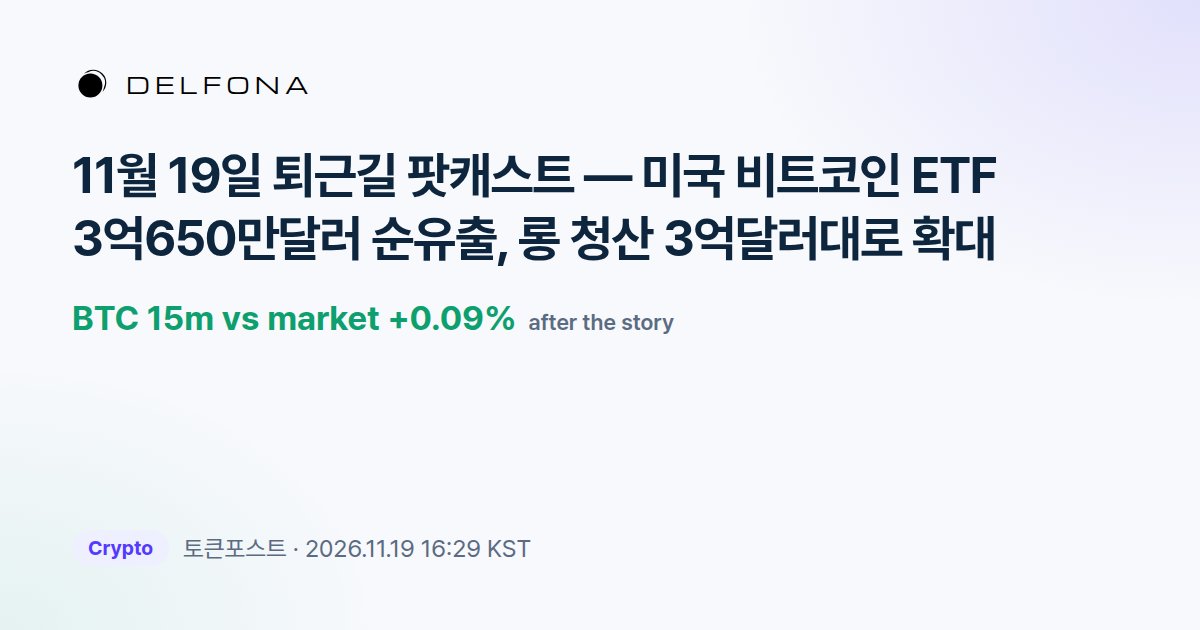 DELFONA
11월 19일 퇴근길 팟캐스트 — 미국 비트코인 ETF
3억650만달러 순유출, 롱 청산 3억달러대로 확대
BTC 15m vs market +0.09% after the story
Crypto 토큰포스트 · 2026.11.19 16:29 KST